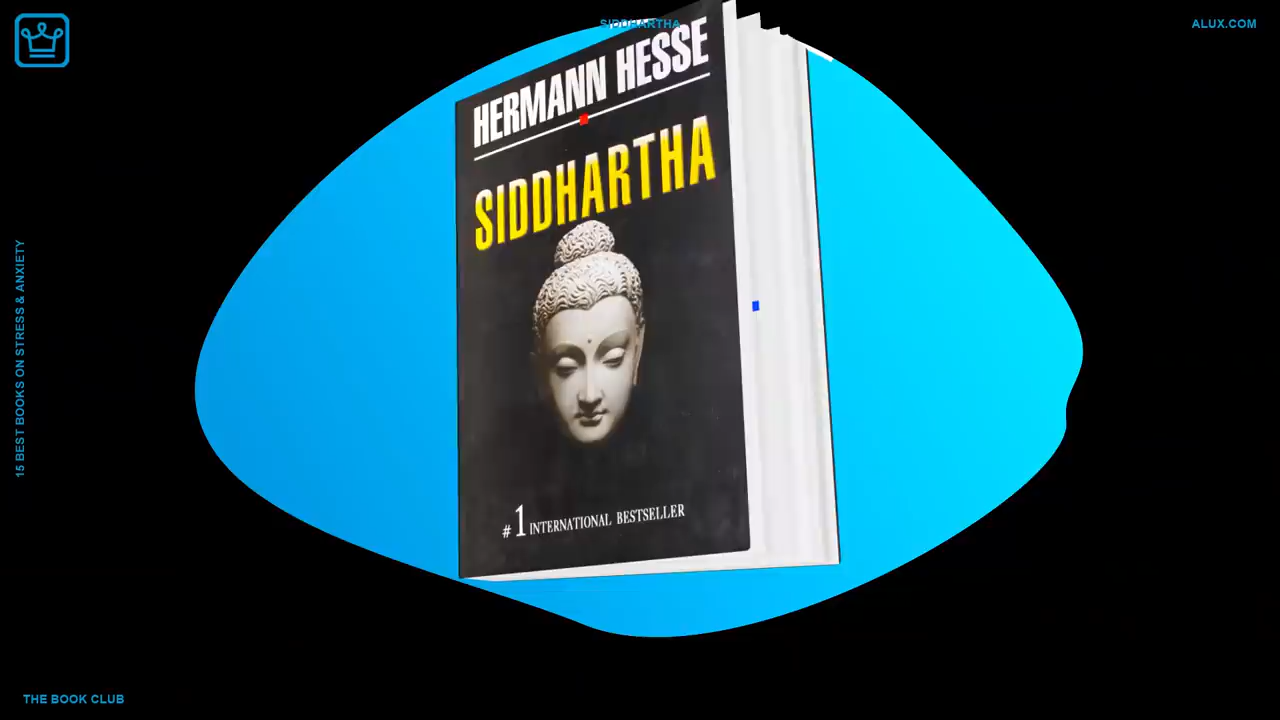 SIDDHARTHA
ALUX.COM
HERMANN HESSE
SIDDHARTHA
#1 INTERNATIONAL BESTSELLER
15 BEST BOOKS ON STRESS & ANXIETY
THE BOOK CLUB